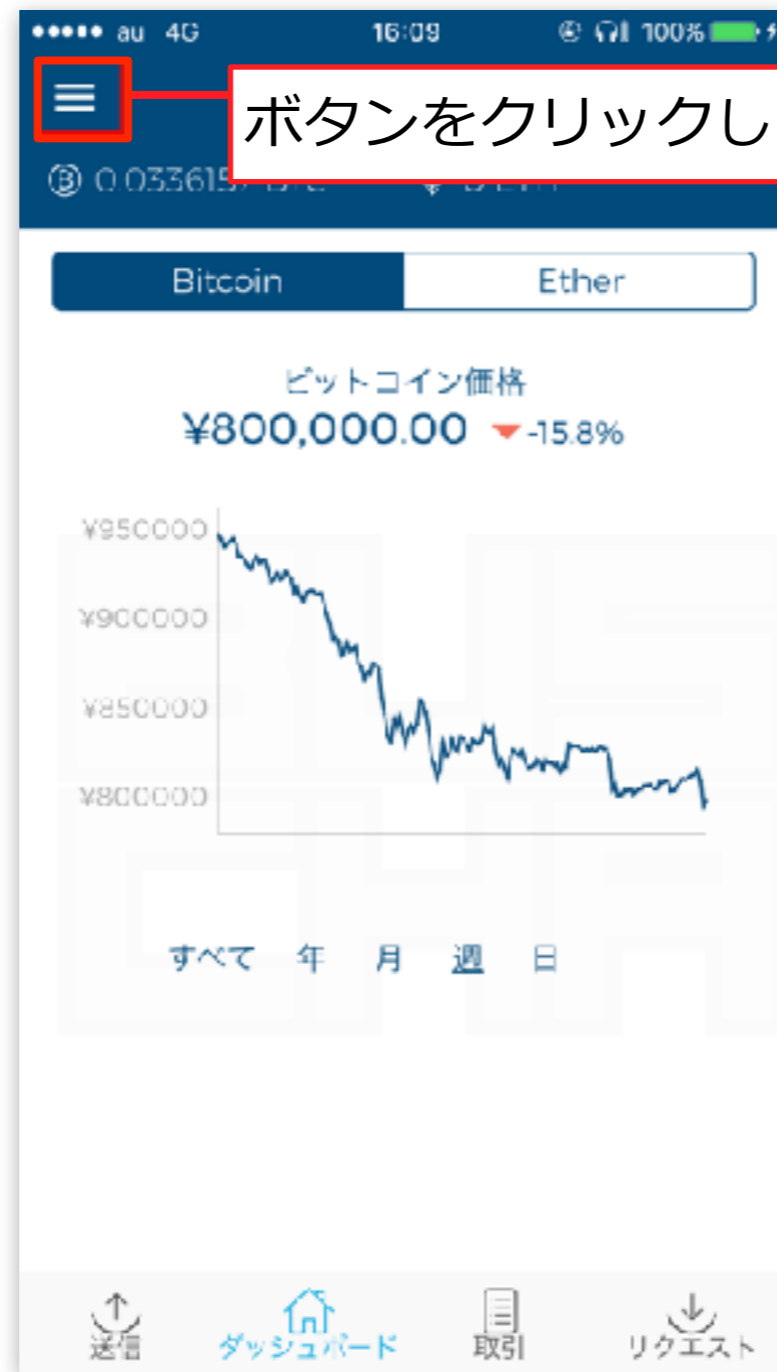 au 4G 16:09 100%
ボタンをクリックし
Bitcoin Ether
ビットコイン価格
¥800,000.00 -15.8%
¥950000
¥900000
¥850000
¥800000
すべて 年 月 週 日
送信 ダッシュボード 取引 リクエスト